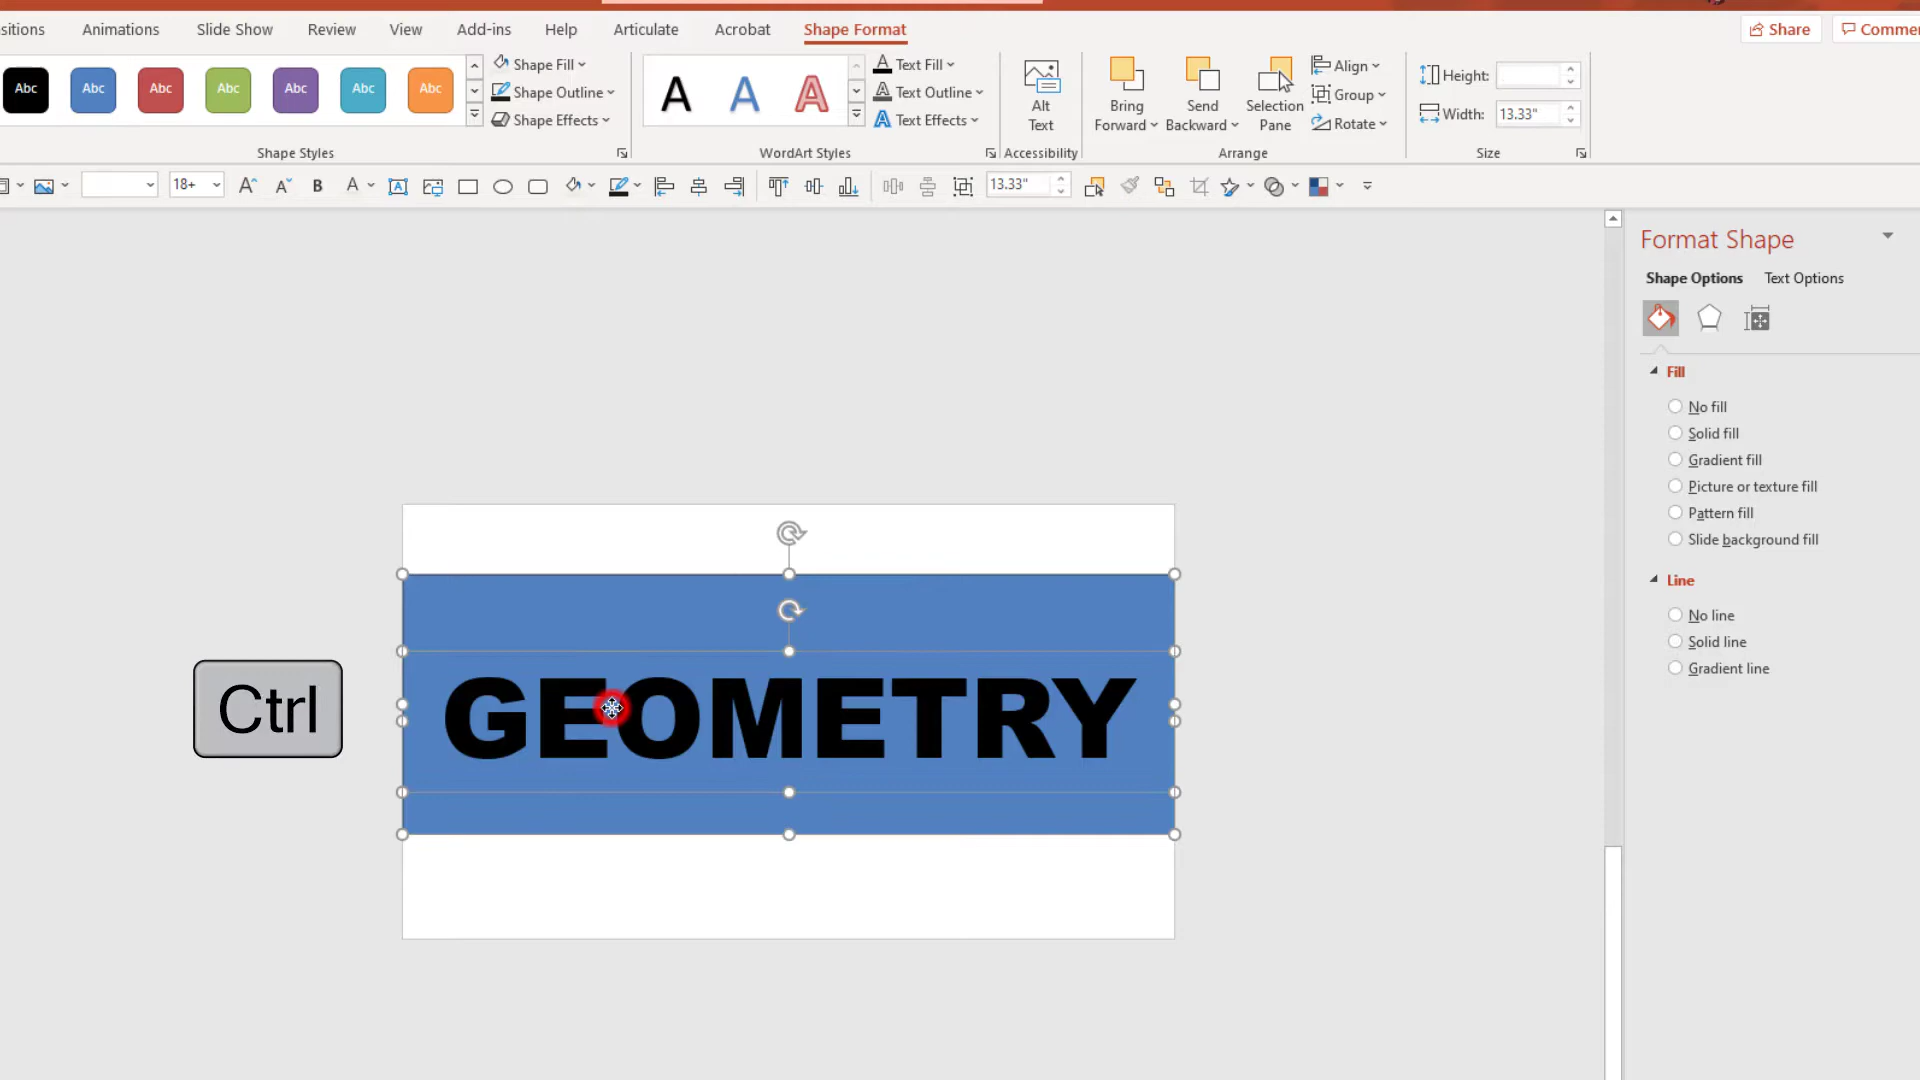 sitions Animations Slide Show Review View Add-ins Help Articulate Acrobat Shape Format Share Comme
Abc Abc Abc Abc Abc Abc Abc
Shape Fill
Shape Outline
Shape Effects
Shape Styles
A A A
Text Fill
Text Outline
Text Effects
WordArt Styles
Alt
Text
Accessibility
Bring
Forward
Send
Backward
Selection
Pane
Align
Group
Rotate
Arrange
Height:
Width: 13.33"
Size
18+ A A B A A 13.33"
Format Shape
Shape Options Text Options
Fill
No fill
Solid fill
Gradient fill
Picture or texture fill
Pattern fill
Slide background fill
Line
No line
Solid line
Gradient line
Ctrl
GEOMETRY